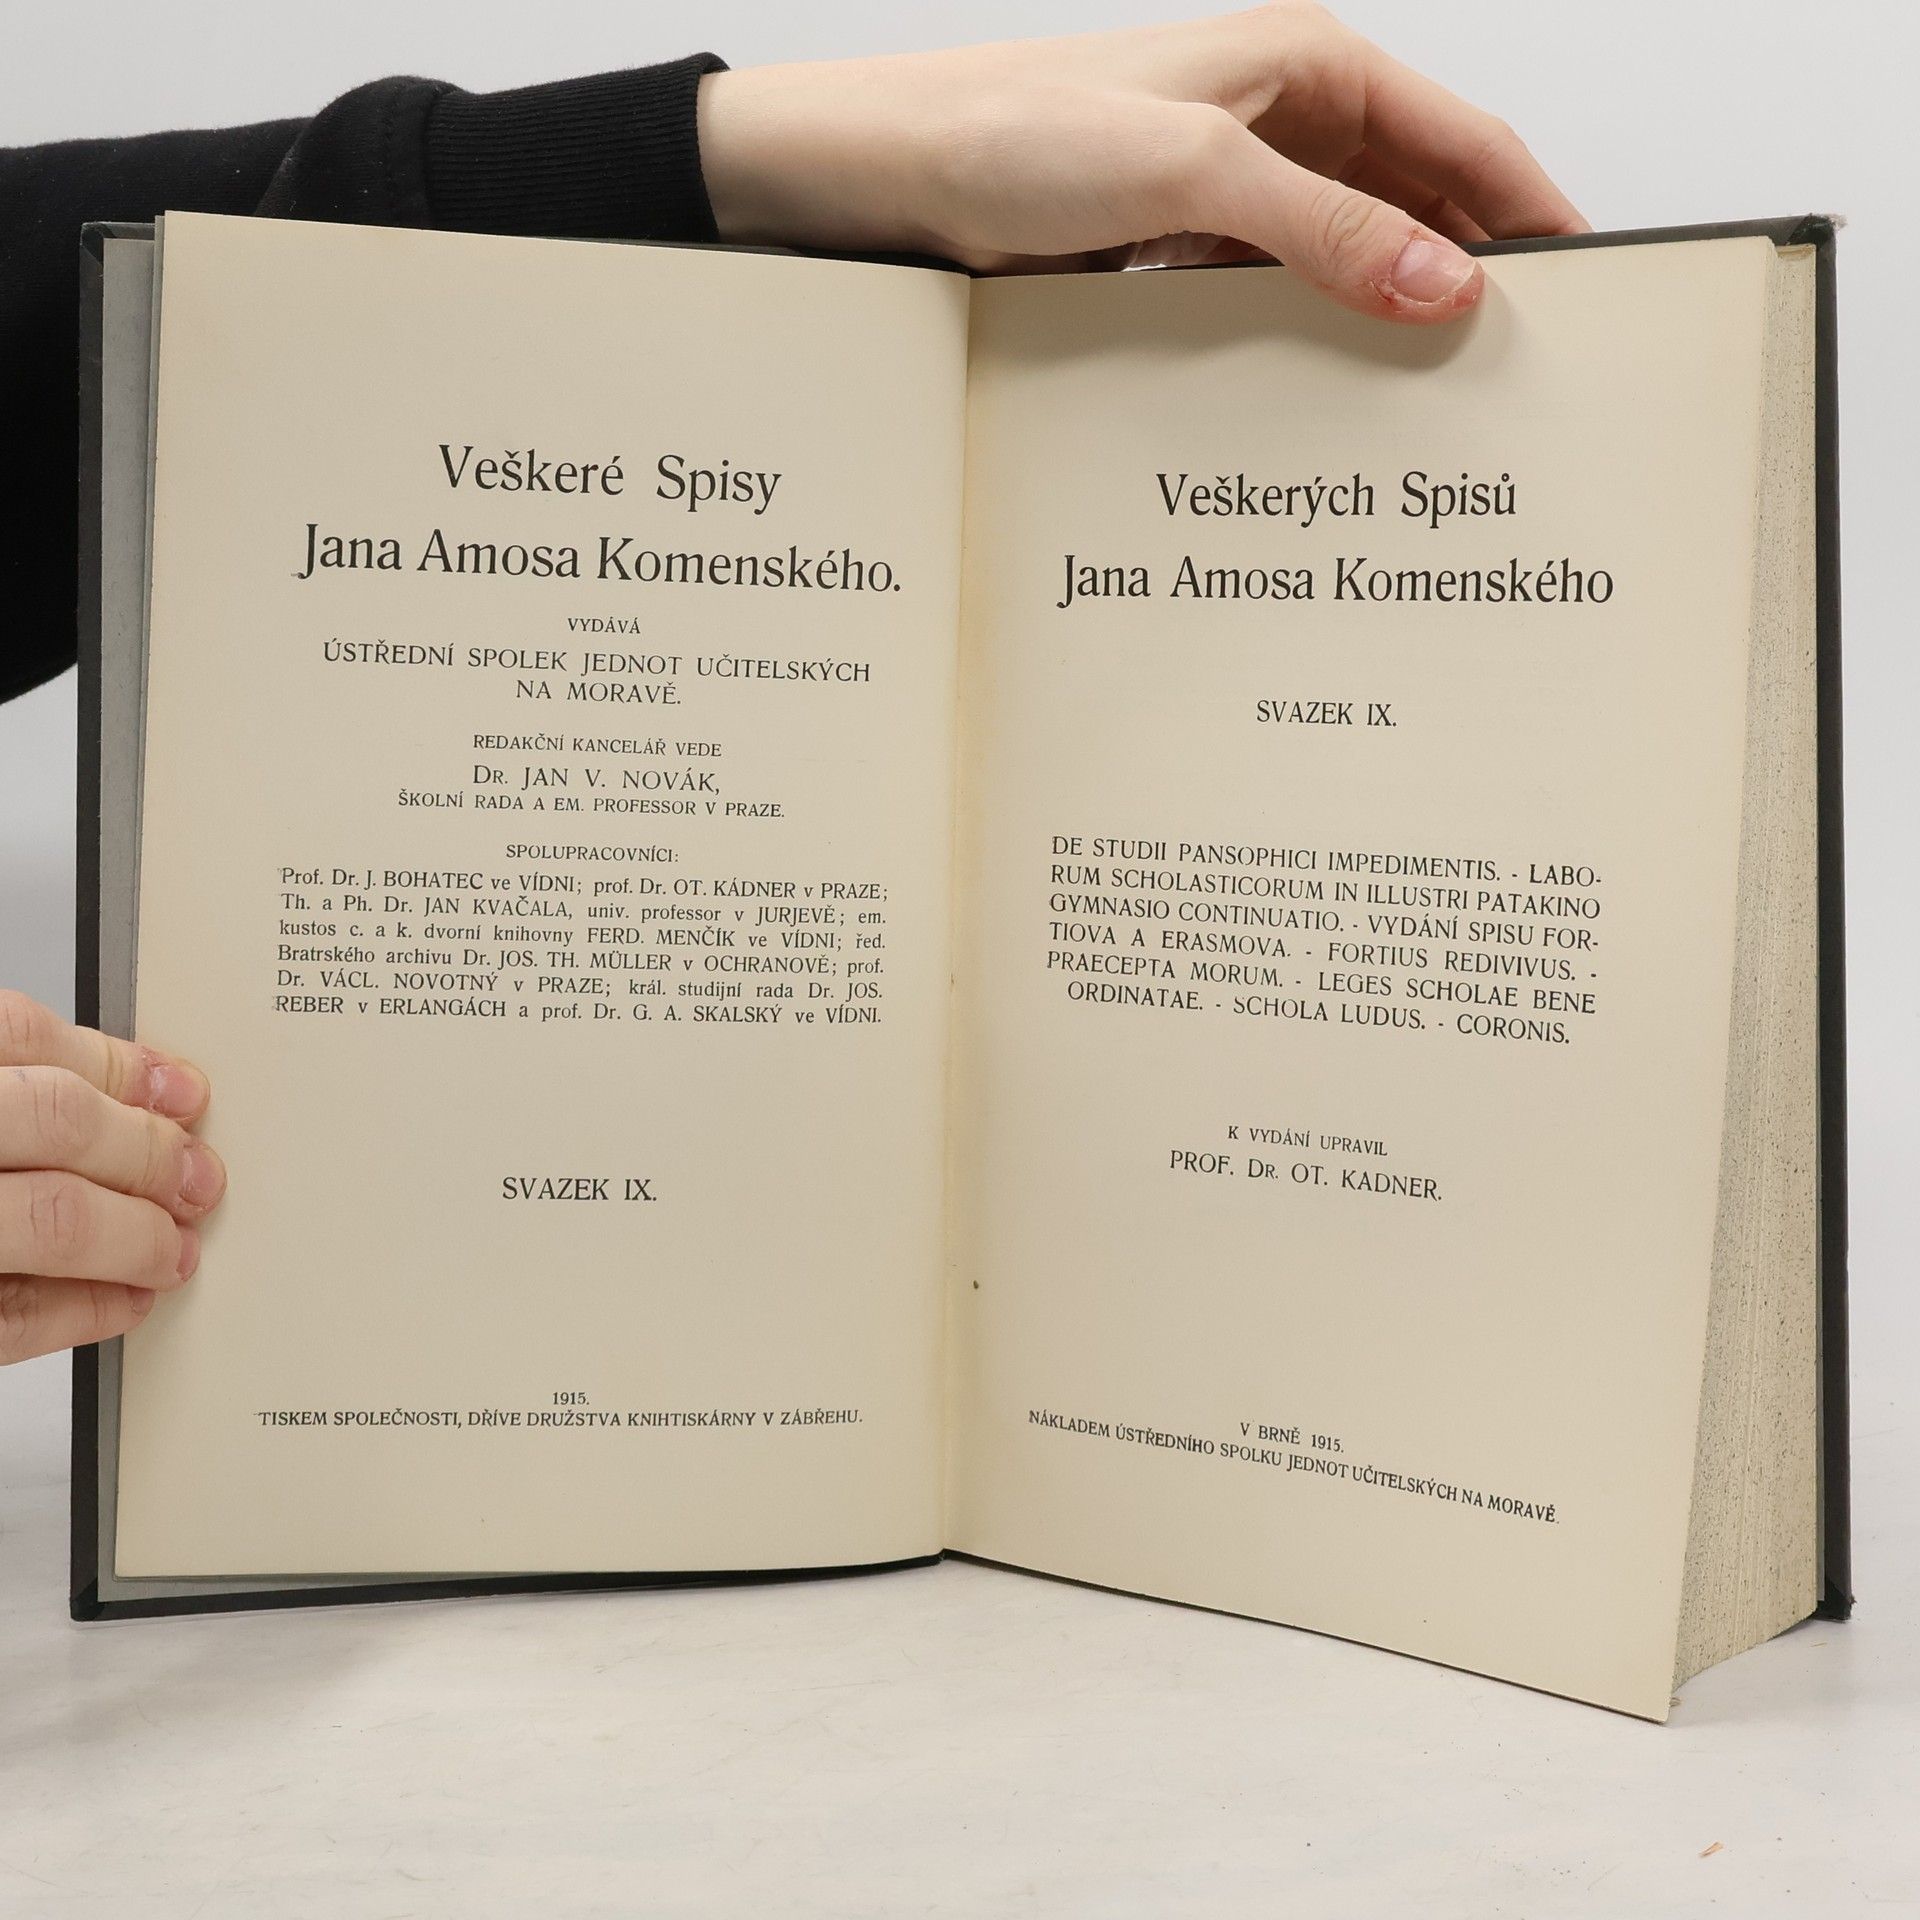 Veškeré Spisy
Jana Amosa Komenského.
VYDÁVÁ
ÚSTŘEDNÍ SPOLEK JEDNOT UČITELSKÝCH
NA MORAVĚ.
REDAKČNÍ KANCELÁŘ VEDE
DR. JAN V. NOVÁK,
ŠKOLNÍ RADA A EM. PROFESSOR V PRAZE.
SPOLUPRACOVNÍCI:
Prof. Dr. J. BOHATEC ve VÍDNI; prof. Dr. OT. KÁDNER v PRAZE;
Th. a Ph. Dr. JAN KVAČALA, univ. professor v JURJEVĚ; em.
kustos c. a k. dvorní knihovny FERD. MENČÍK ve VÍDNI; řed.
Bratrského archivu Dr. JOS. TH. MÜLLER v OCHRANOVĚ; prof.
Dr. VÁCL. NOVOTNÝ v PRAZE; král. studijní rada Dr. JOS.
REBER v ERLANGÁCH a prof. Dr. G. A. SKALSKÝ ve VÍDNI.
SVAZEK IX.
1915.
TISKEM SPOLEČNOSTI, DŘÍVE DRUŽSTVA KNIHTISKÁRNY V ZÁBŘEHU.
Veškerých Spisů
Jana Amosa Komenského
SVAZEK IX.
DE STUDII PANSOPHICI IMPEDIMENTIS. - LABO-
RUM SCHOLASTICORUM IN ILLUSTRI PATAKINO
GYMNASIO CONTINUATIO. - VYDÁNÍ SPISU FOR-
TIOVA A ERASMOVA. - FORTIUS REDIVIVUS. -
PRAECEPTA MORUM. - LEGES SCHOLAE BENE
ORDINATAE. - SCHOLA LUDUS. - CORONIS.
K VYDÁNÍ UPRAVIL
PROF. DR. OT. KADNER.
V BRNĚ 1915.
NÁKLADEM ÚSTŘEDNÍHO SPOLKU JEDNOT UČITELSKÝCH NA MORAVĚ.